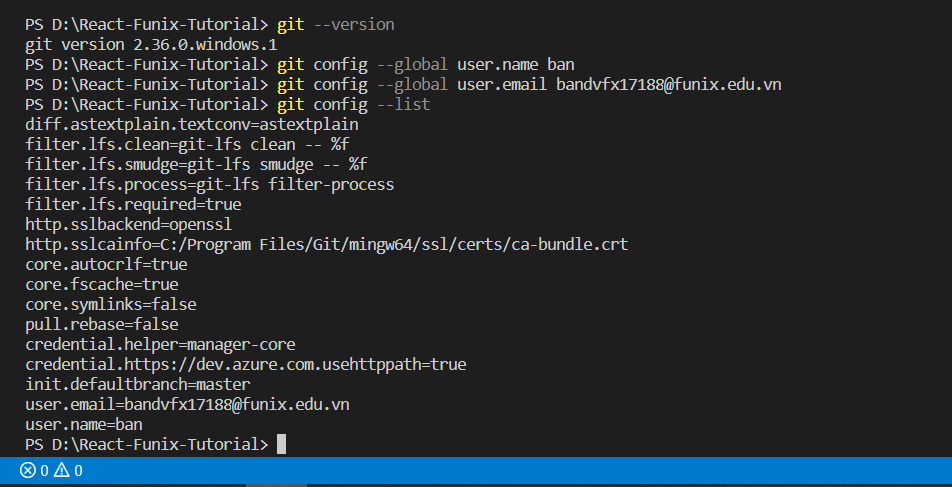 PS D:\React-Funix-Tutorial> git --version
git version 2.36.0.windows.1
PS D:\React-Funix-Tutorial> git config --global user.name ban
PS D:\React-Funix-Tutorial> git config --global user.email bandvfx17188@funix.edu.vn
PS D:\React-Funix-Tutorial> git config --list
diff.astextplain.textconv=astextplain
filter.lfs.clean=git-lfs clean -- %f
filter.lfs.smudge=git-lfs smudge -- %f
filter.lfs.process=git-lfs filter-process
filter.lfs.required=true
http.sslbackend=openssl
http.sslcainfo=C:/Program Files/Git/mingw64/ssl/certs/ca-bundle.crt
core.autocrlf=true
core.fscache=true
core.symlinks=false
pull.rebase=false
credential.helper=manager-core
credential.https://dev.azure.com.usehttppath=true
init.defaultbranch=master
user.email=bandvfx17188@funix.edu.vn
user.name=ban
PS D:\React-Funix-Tutorial>
0 0